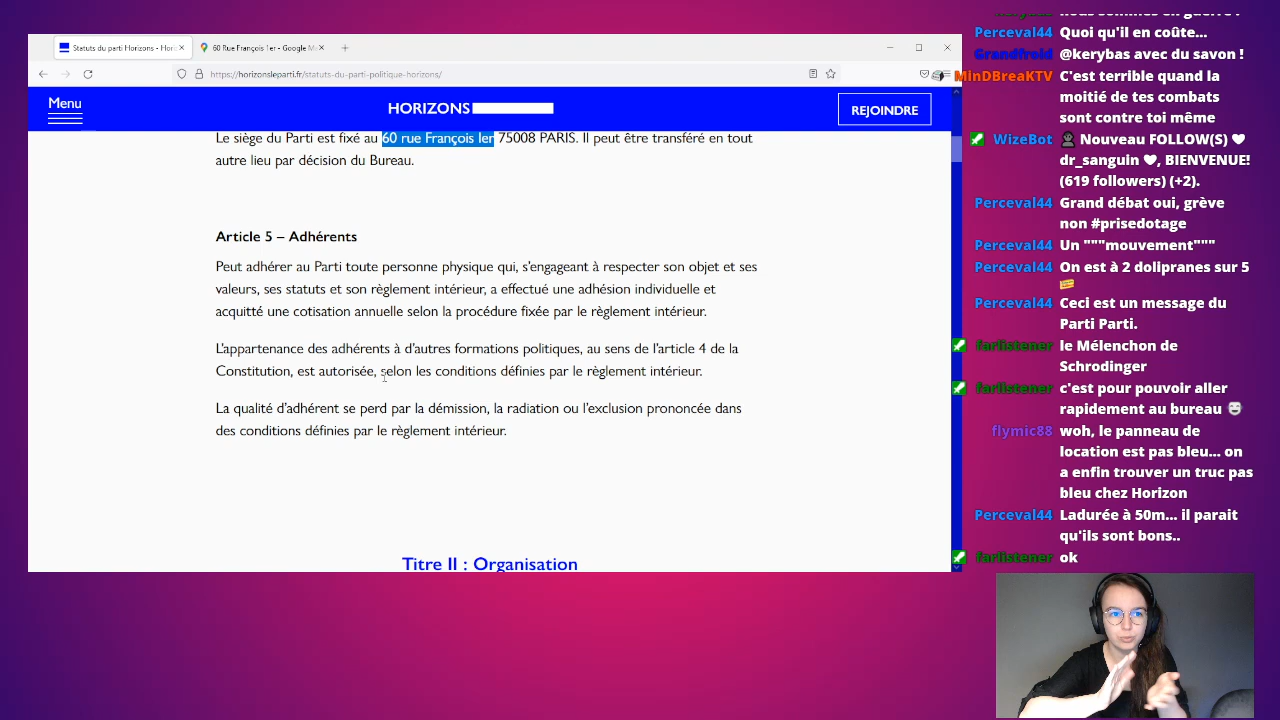 Statuts du parti Horizons - Hori
60 Rue François 1er - Google M
https://horizonsleparti.fr/statuts-du-parti-politique-horizons/
Menu
HORIZONS
REJOINDRE
Le siège du Parti est fixé au 60 rue François Ier 75008 PARIS. Il peut être transféré en tout
autre lieu par décision du Bureau.
Article 5 – Adhérents
Peut adhérer au Parti toute personne physique qui, s’engageant à respecter son objet et ses
valeurs, ses statuts et son règlement intérieur, a effectué une adhésion individuelle et
acquitté une cotisation annuelle selon la procédure fixée par le règlement intérieur.
L’appartenance des adhérents à d’autres formations politiques, au sens de l’article 4 de la
Constitution, est autorisée, selon les conditions définies par le règlement intérieur.
La qualité d’adhérent se perd par la démission, la radiation ou l’exclusion prononcée dans
des conditions définies par le règlement intérieur.
Titre II : Organisation
Perceval44 Quoi qu'il en coûte...
Grandfroid @kerybas avec du savon !
MinDBreaKTV C'est terrible quand la
moitié de tes combats
sont contre toi même
WizeBot Nouveau FOLLOW(S)
dr_sanguin , BIENVENUE!
(619 followers) (+2).
Perceval44 Grand débat oui, grève
non #prisedotage
Perceval44 Un """mouvement"""
Perceval44 On est à 2 dolipranes sur 5
Perceval44 Ceci est un message du
Parti Parti.
farlistener le Mélenchon de
Schrodinger
farlistener c'est pour pouvoir aller
rapidement au bureau
flymic88 woh, le panneau de
location est pas bleu... on
a enfin trouver un truc pas
bleu chez Horizon
Perceval44 Ladurée à 50m... il parait
qu'ils sont bons..
farlistener ok